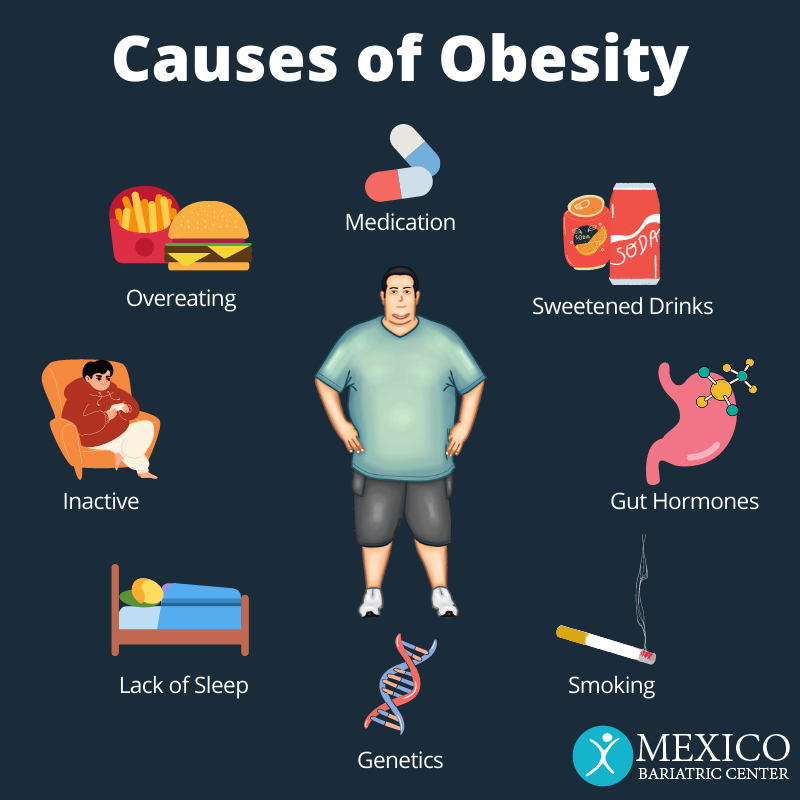 Causes of Obesity
Medication
Overeating
SODA
SODA
Sweetened Drinks
Inactive
Gut Hormones
Lack of Sleep
Smoking
Genetics
MEXICO
BARIATRIC CENTER